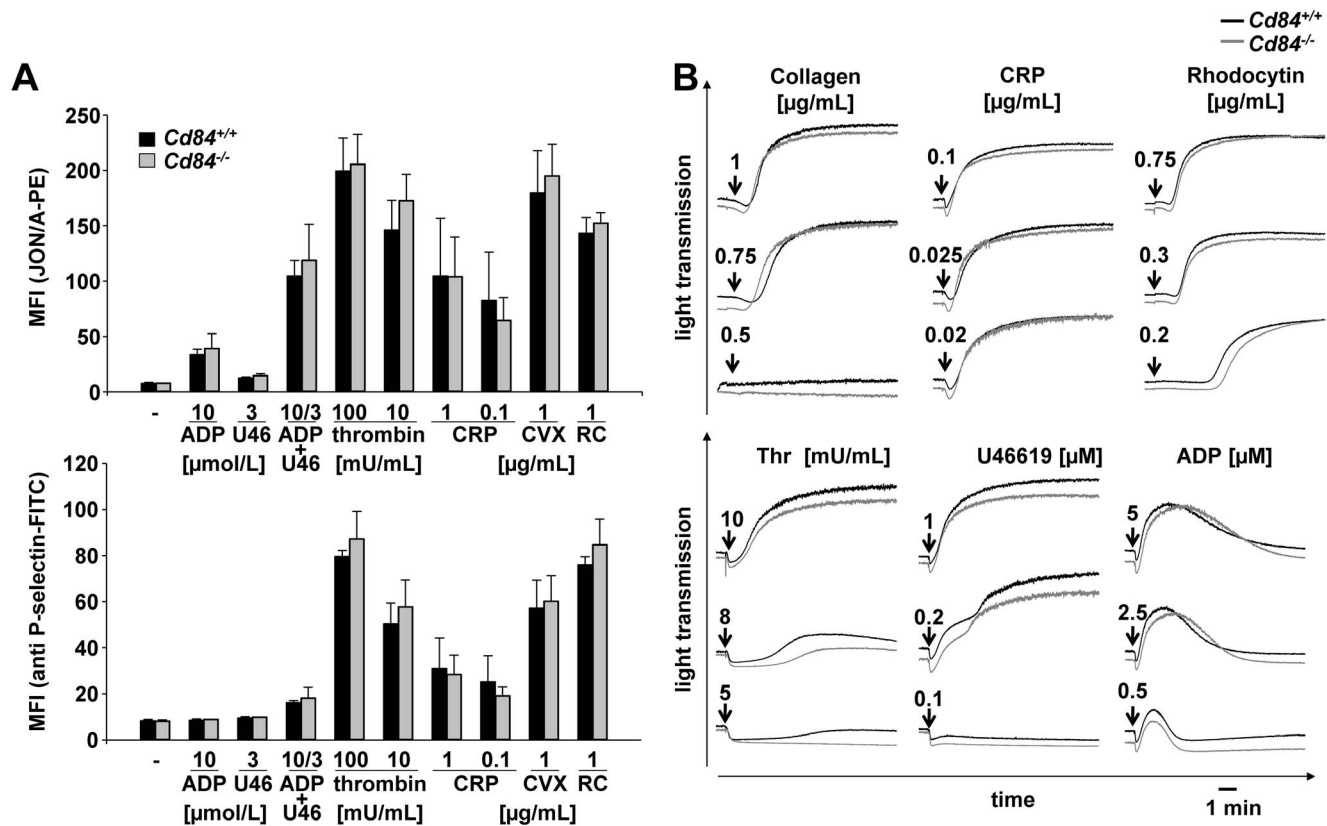 A
MFI (JON/A-PE)
250
200
150
100
50
0
Cd84+/+
Cd84-/-
- 10 3 10/3 100 10 1 0.1 1 1
ADP U46 ADP thrombin CRP CVX RC
+
[µmol/L] U46 [mU/mL] [µg/mL]
MFI (anti P-selectin-FITC)
120
100
80
60
40
20
0
- 10 3 10/3 100 10 1 0.1 1 1
ADP U46 ADP thrombin CRP CVX RC
+
[µmol/L] U46 [mU/mL] [µg/mL]
B
Cd84+/+
Cd84-/-
Collagen CRP Rhodocytin
[µg/mL] [µg/mL] [µg/mL]
light transmission
1 0.1 0.75
0.75 0.025 0.3
0.5 0.02 0.2
Thr [mU/mL] U46619 [µM] ADP [µM]
light transmission
10 1 5
8 0.2 2.5
5 0.1 0.5
time
1 min